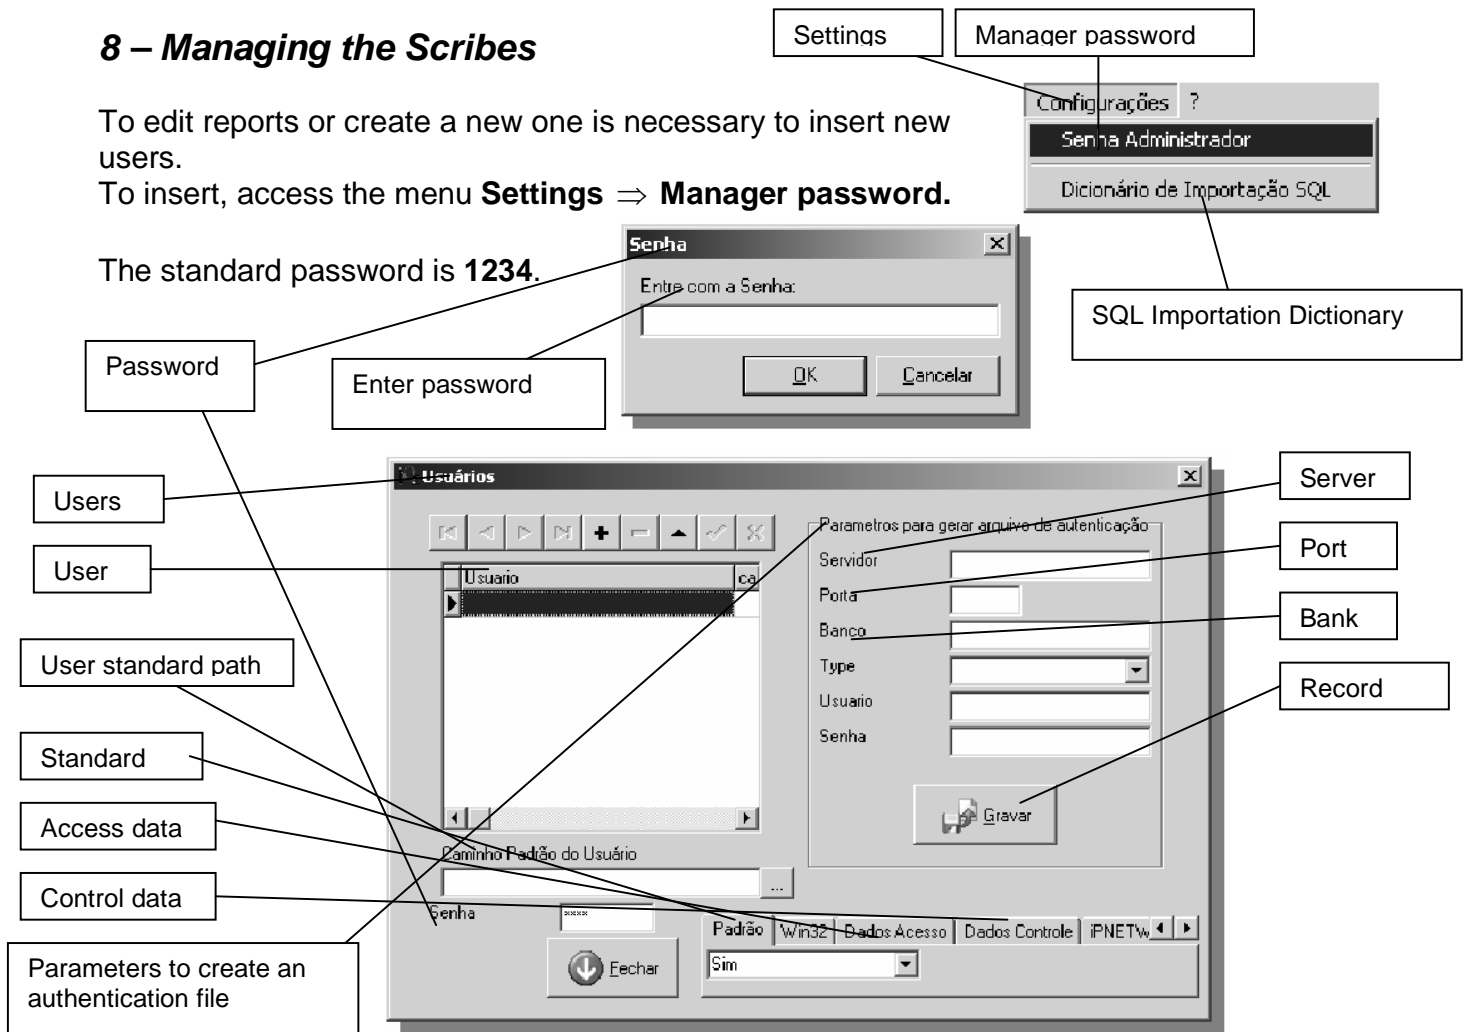 8 – Managing the Scribes
Settings
Manager password
Configurações ?
Senha Administrador
Dicionário de Importação SQL
To edit reports or create a new one is necessary to insert new
users.
To insert, access the menu Settings ⇒ Manager password.
The standard password is 1234.
Senha
Entre com a Senha:
OK Cancelar
SQL Importation Dictionary
Password
Enter password
Usuários
Users
User
User standard path
Standard
Access data
Control data
Parameters to create an
authentication file
Usuario ca
Caminho Padrão do Usuário
...
Senha ××××
Fechar
Parametros para gerar arquivo de autenticação
Servidor
Porta
Banco
Type
Usuario
Senha
Gravar
Padrão Win32 Dados Acesso Dados Controle iPNETW
Sim
Server
Port
Bank
Record